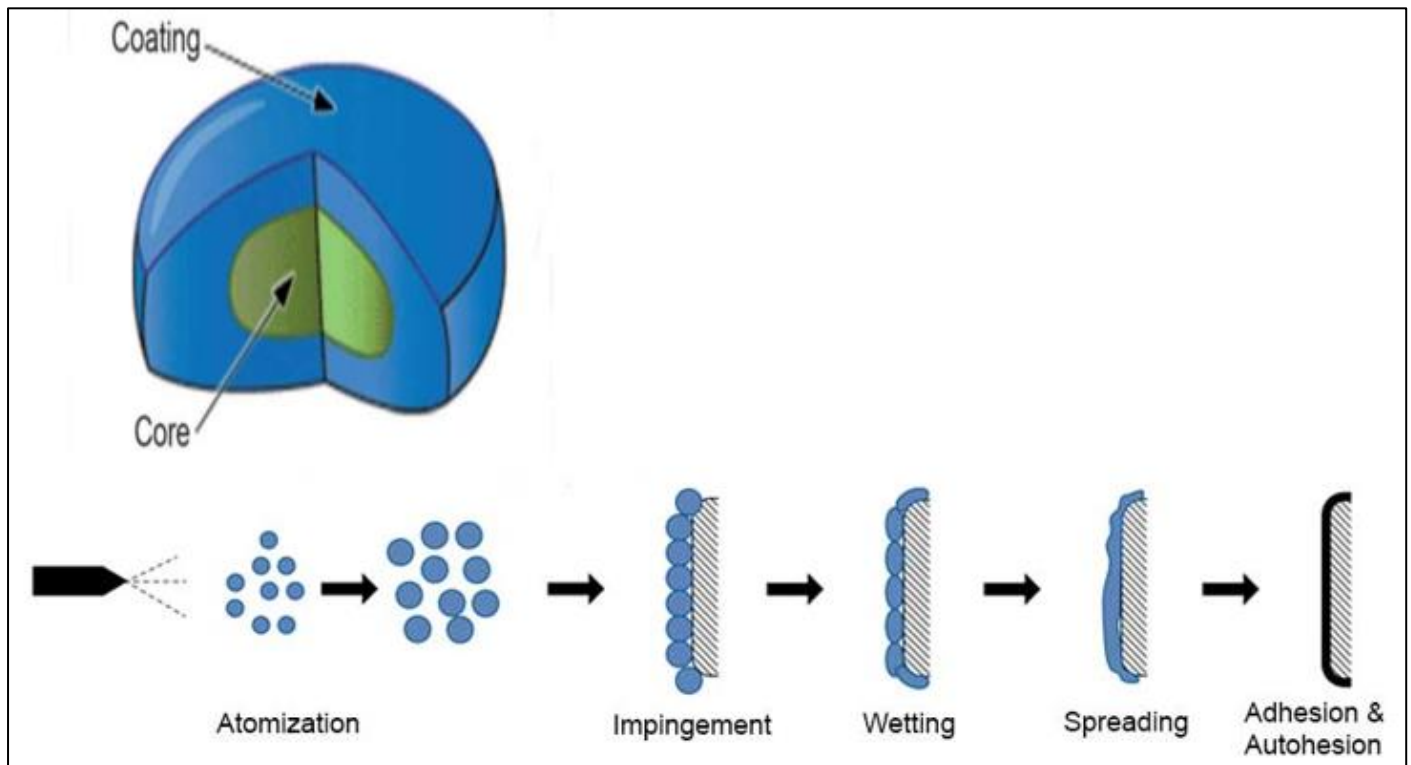 Coating
Core
Atomization
Impingement
Wetting
Spreading
Adhesion &
Autohesion